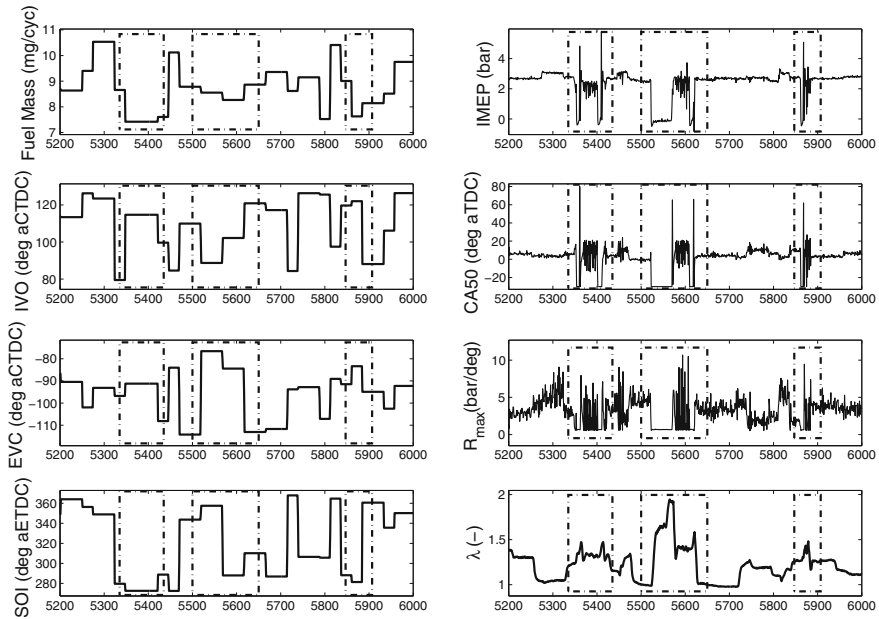 11
10
9
8
7
Fuel Mass (mg/cyc)
5200 5300 5400 5500 5600 5700 5800 5900 6000
4
2
0
IMEP (bar)
5200 5300 5400 5500 5600 5700 5800 5900 6000
120
100
80
IVO (deg aCTDC)
5200 5300 5400 5500 5600 5700 5800 5900 6000
80
60
40
20
0
−20
CA50 (deg aTDC)
5200 5300 5400 5500 5600 5700 5800 5900 6000
−80
−90
−100
−110
EVC (deg aCTDC)
5200 5300 5400 5500 5600 5700 5800 5900 6000
10
5
0
Rmax(bar/deg)
5200 5300 5400 5500 5600 5700 5800 5900 6000
360
340
320
300
280
SOI (deg aETDC)
5200 5300 5400 5500 5600 5700 5800 5900 6000
2
1.5
1
λ (−)
5200 5300 5400 5500 5600 5700 5800 5900 6000